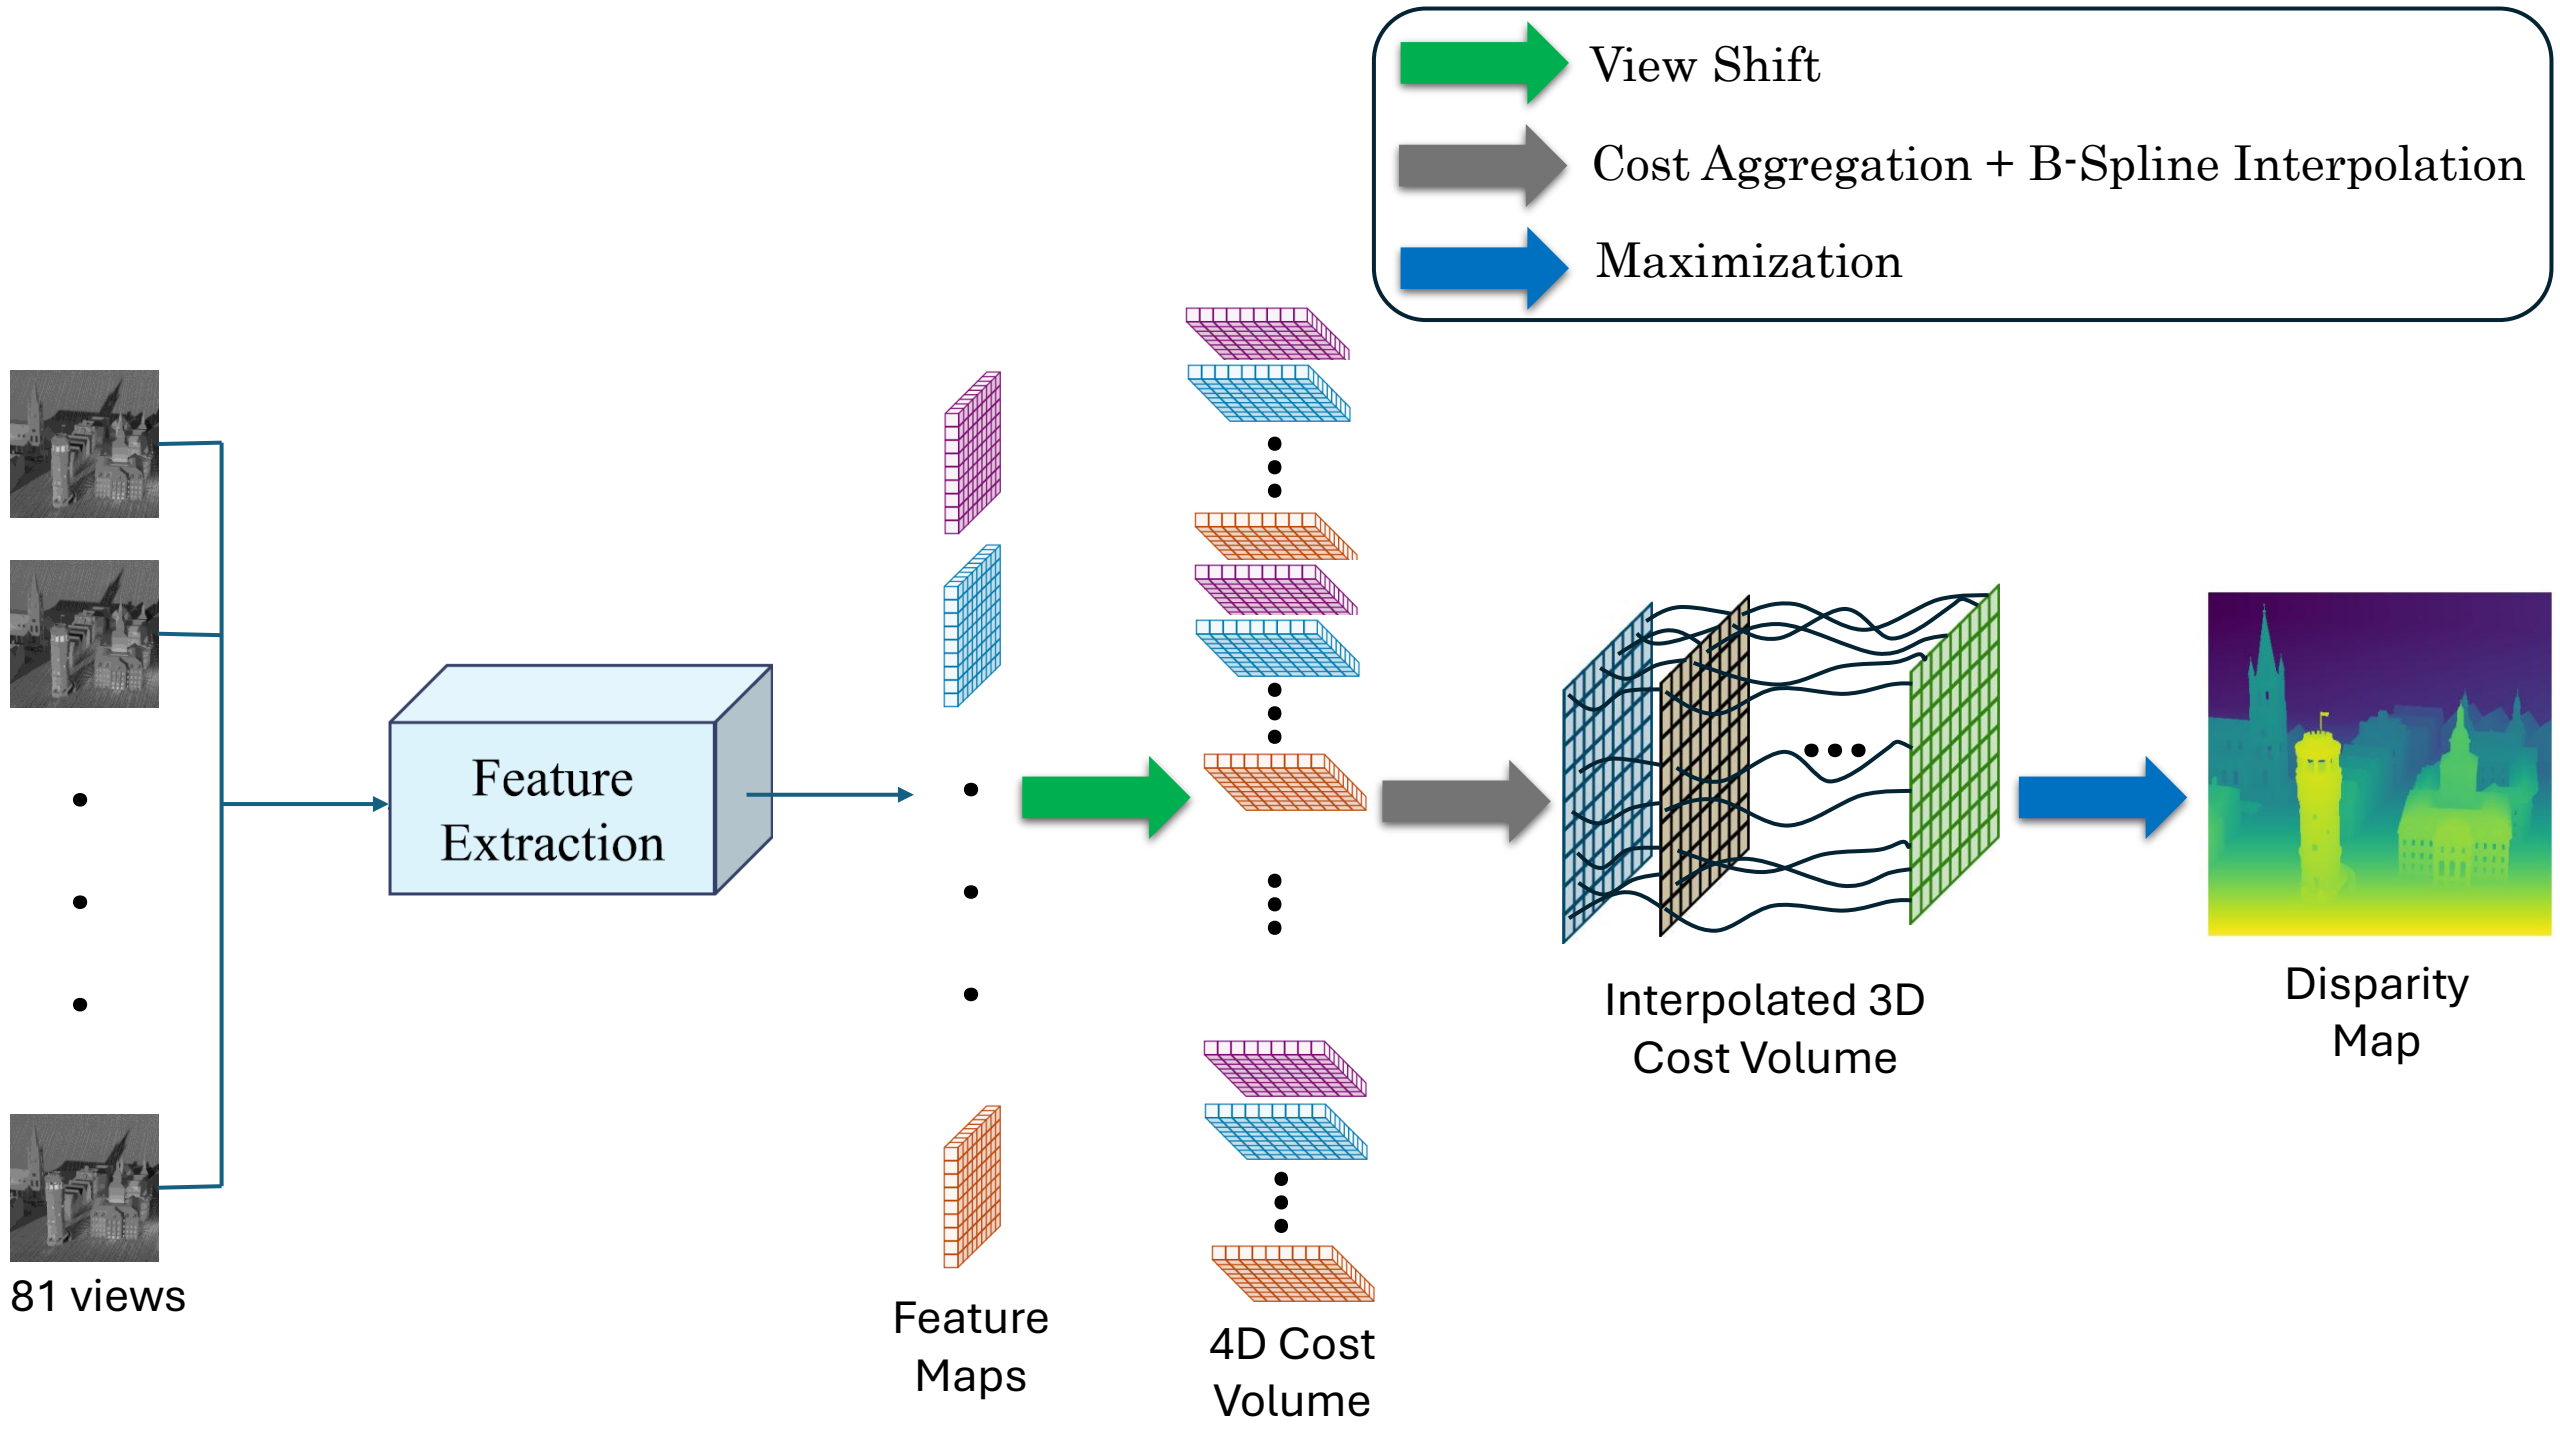 View Shift
Cost Aggregation + B-Spline Interpolation
Maximization
Feature
Extraction
81 views
Feature
Maps
4D Cost
Volume
Interpolated 3D
Cost Volume
Disparity
Map